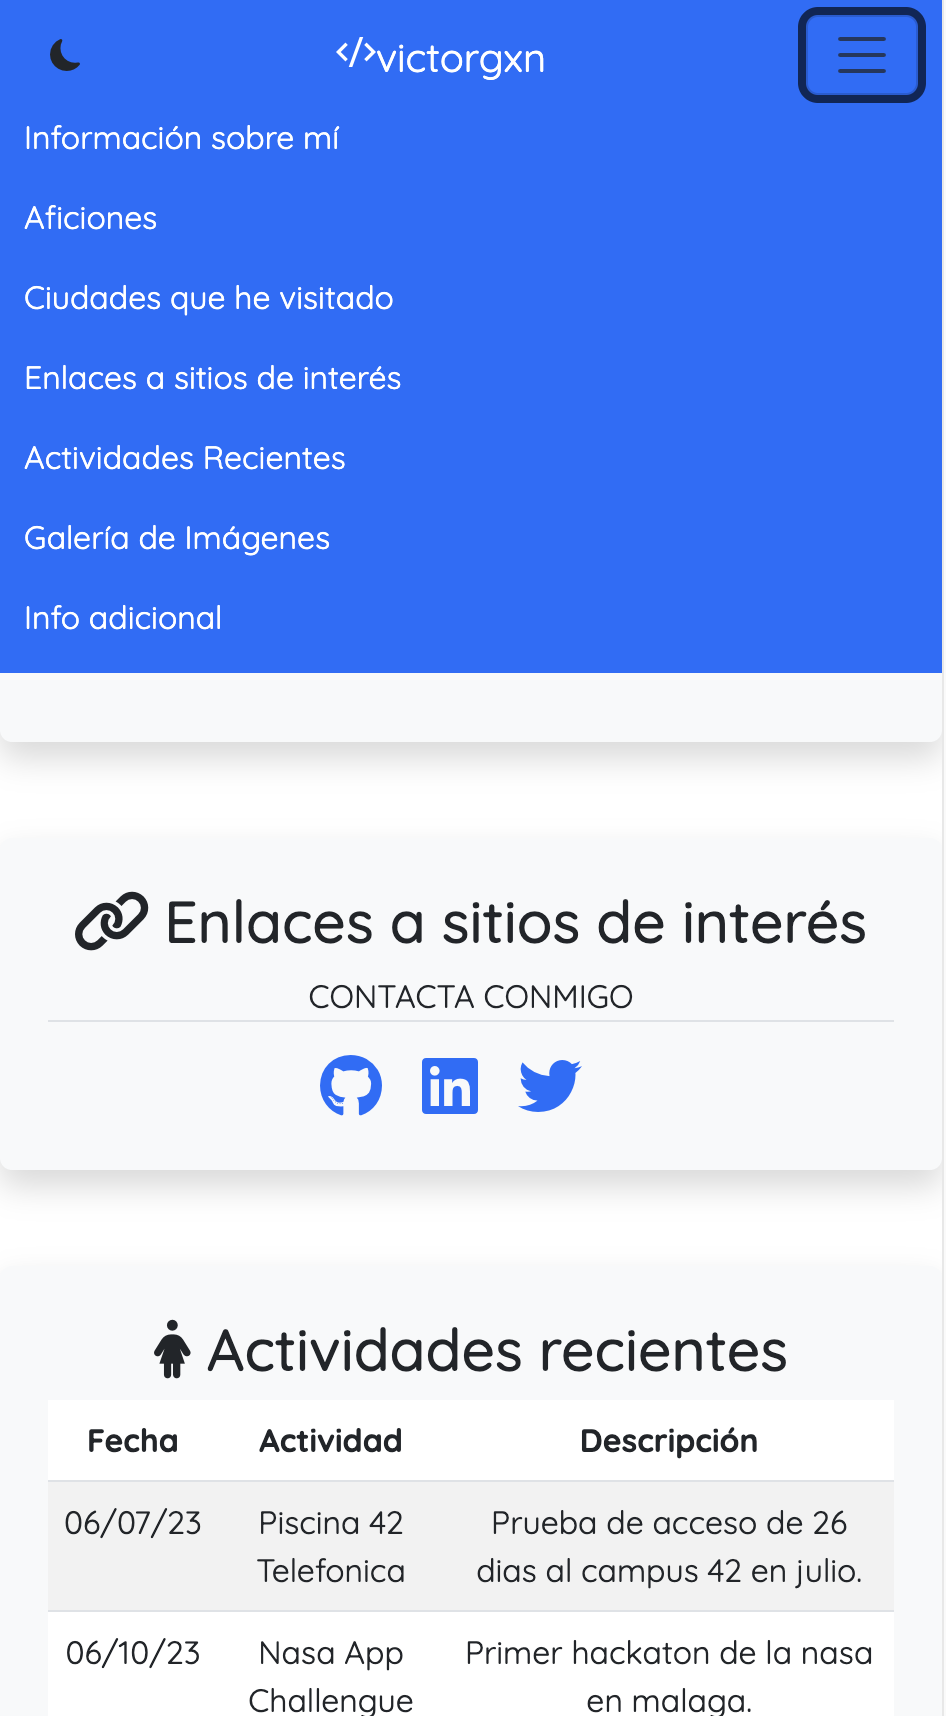 </>victorgxn
Información sobre mí
Aficiones
Ciudades que he visitado
Enlaces a sitios de interés
Actividades Recientes
Galería de Imágenes
Info adicional
Enlaces a sitios de interés
CONTACTA CONMIGO
in
Actividades recientes
Fecha Actividad Descripción
06/07/23 Piscina 42 Prueba de acceso de 26
Telefonica dias al campus 42 en julio.
06/10/23 Nasa App Primer hackaton de la nasa
Challengue en malaga.